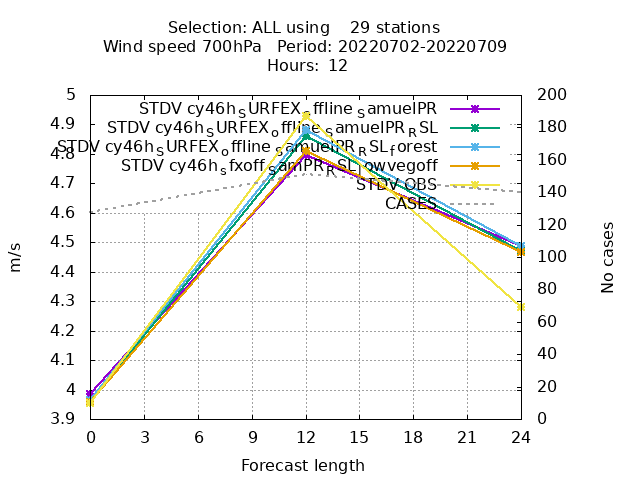 Selection: ALL using 29 stations
Wind speed 700hPa Period: 20220702-20220709
Hours: 12
STDV cy46h_SURFEX_offline_SamuelPR
STDV cy46h_SURFEX_offline_SamuelPR_RSL
STDV cy46h_SURFEX_offline_SamuelPR_RSL_forest
STDV cy46h_sfxoff_SamPR_RSL_lowvegoff
STDV OBS
CASES
5
4.9
4.8
4.7
4.6
4.5
4.4
4.3
4.2
4.1
4
3.9
m/s
200
180
160
140
120
100
80
60
40
20
0
No cases
0 3 6 9 12 15 18 21 24
Forecast length